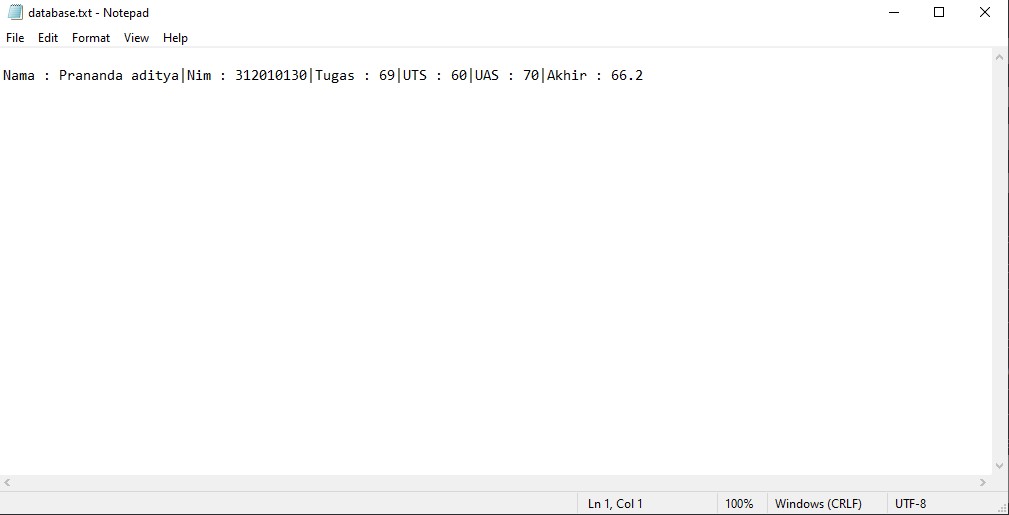 database.txt - Notepad
File Edit Format View Help
Nama : Prananda aditya|Nim : 312010130|Tugas : 69|UTS : 60|UAS : 70|Akhir : 66.2
Ln 1, Col 1 100% Windows (CRLF) UTF-8